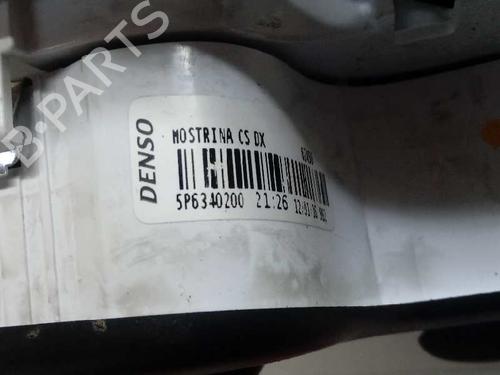 DENSO
MOSTRINA CS DX
5P6340200 21:26
B-PARTS